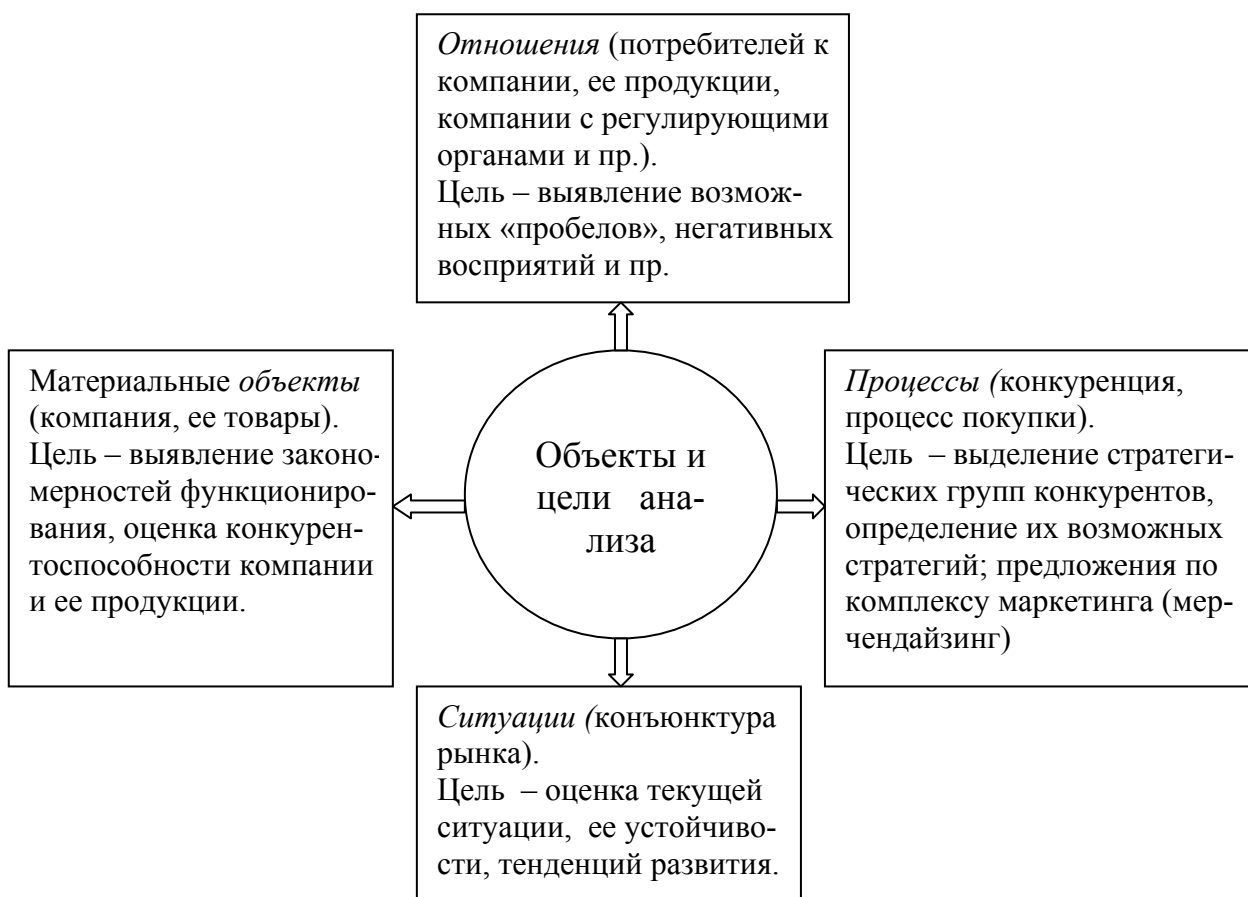 Отношения (потребителей к
компании, ее продукции,
компании с регулирующими
органами и пр.).
Цель – выявление возмож-
ных «пробелов», негативных
восприятий и пр.
Материальные объекты
(компания, ее товары).
Цель – выявление законо-
мерностей функциониро-
вания, оценка конкурен-
тоспособности компании
и ее продукции.
Объекты и
цели ана-
лиза
Процессы (конкуренция,
процесс покупки).
Цель – выделение стратеги-
ческих групп конкурентов,
определение их возможных
стратегий; предложения по
комплексу маркетинга (мер-
чендайзинг)
Ситуации (конъюнктура
рынка).
Цель – оценка текущей
ситуации, ее устойчиво-
сти, тенденций развития.